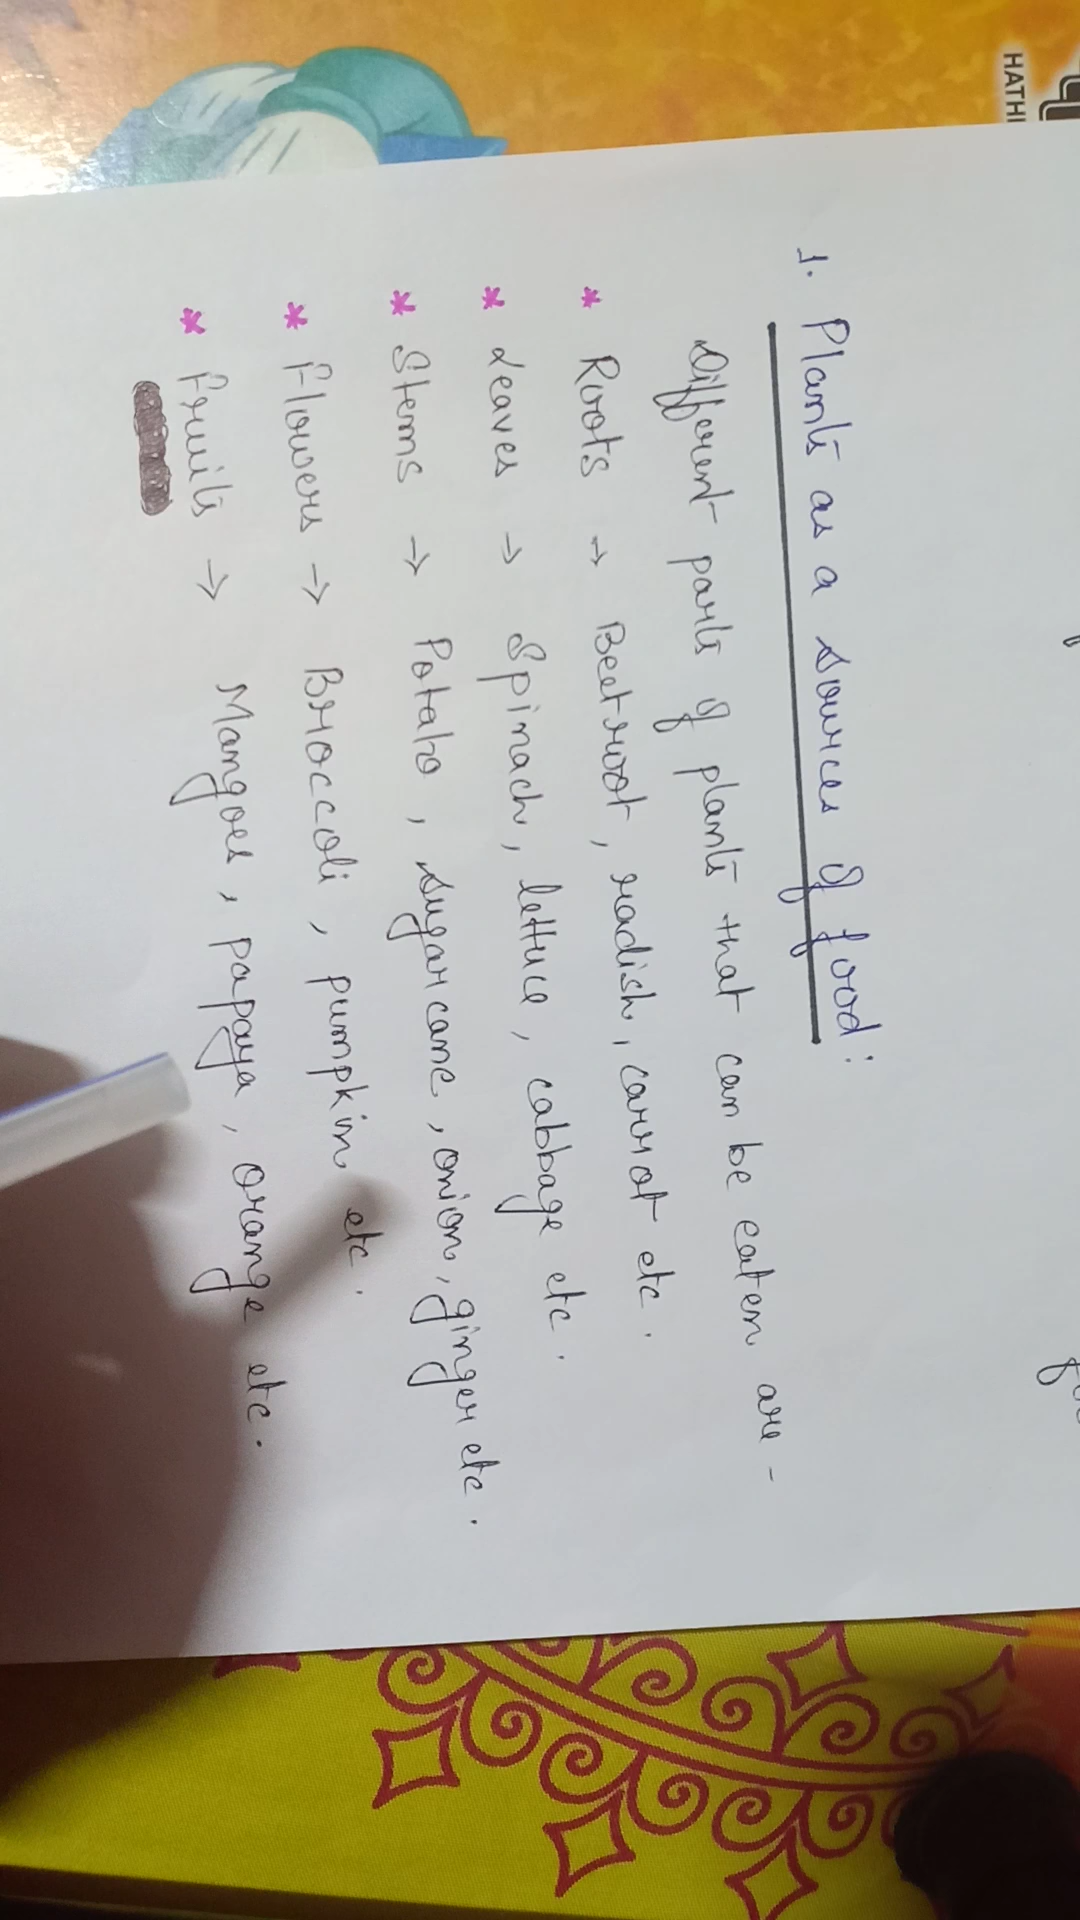 HATHI
1. Plants as a sources of food:
Different parts of plants that can be eaten are -
* Roots → Beetroot, radish, carrot etc.
* Leaves → Spinach, lettuce, cabbage etc.
* Stems → Potato, sugarcane, onion, ginger etc.
* Flowers → Broccoli, pumpkin etc.
* Fruits → Mangoes, papaya, orange etc.